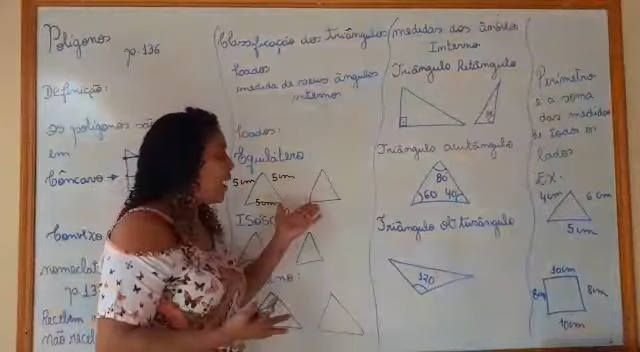 Polígonos
p.136
Definição:
os polígonos são
em
Côncavo →
Convexo
nomeclat
p.13
Recebem
não recel
Classificação dos triângulos
lados
medida de seus ângulos
internos
lados:
Equilátero
5cm 5cm
5cm
ISÓSC
no:
medidas dos ângulos
Interno
Triângulo Retângulo
Triângulo acutângulo
80°
60 40
Triângulo obtusângulo
120°
Perímetro
e a soma
das medidas
de todos os
lados
EX:
4cm 6cm
5cm
10cm
8cm 8cm
10cm